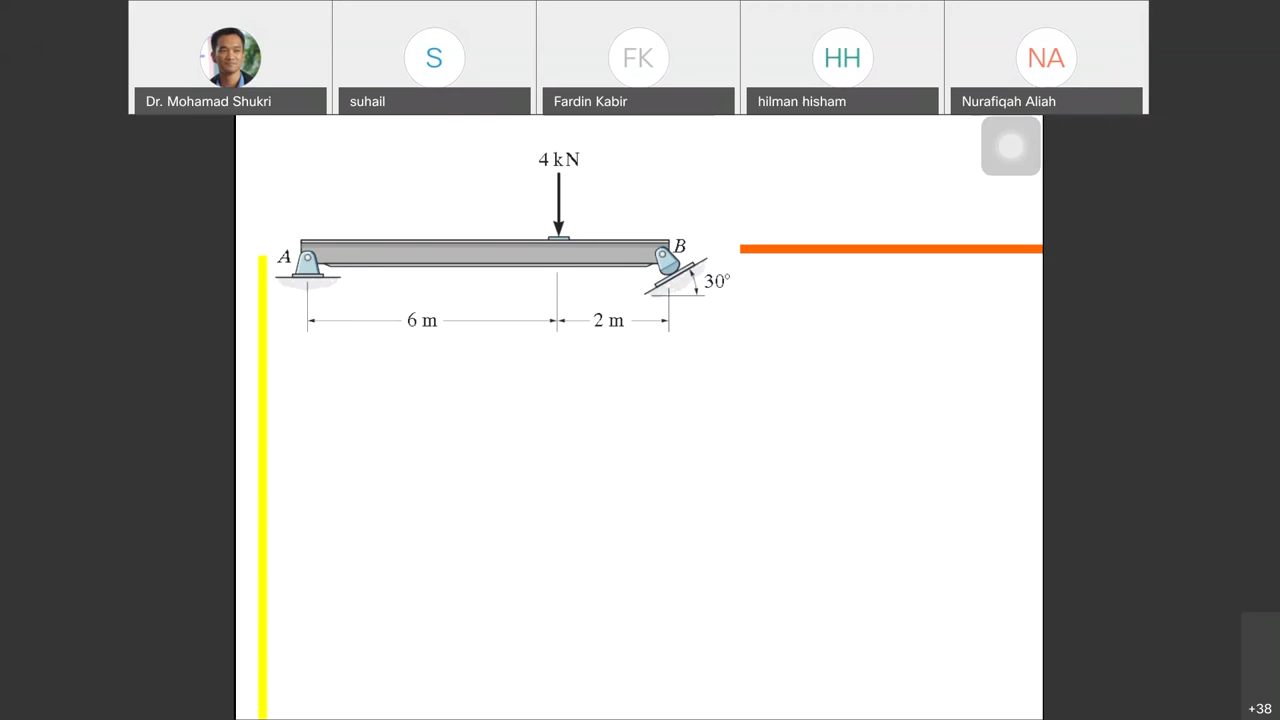 S
FK
HH
NA
Dr. Mohamad Shukri
suhail
Fardin Kabir
hilman hisham
Nurafiqah Aliah
4 kN
A
B
30°
6 m
2 m
+38